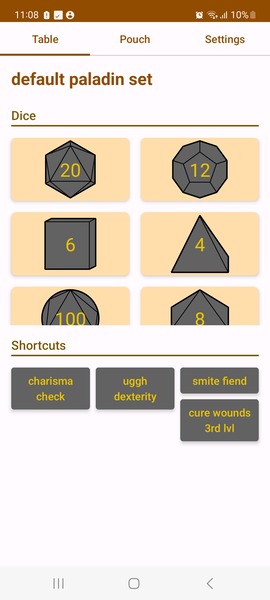 11:08
10%
Table Pouch Settings
default paladin set
Dice
20 12
6 4
100 8
Shortcuts
charisma check
uggh dexterity
smite fiend
cure wounds
3rd lvl